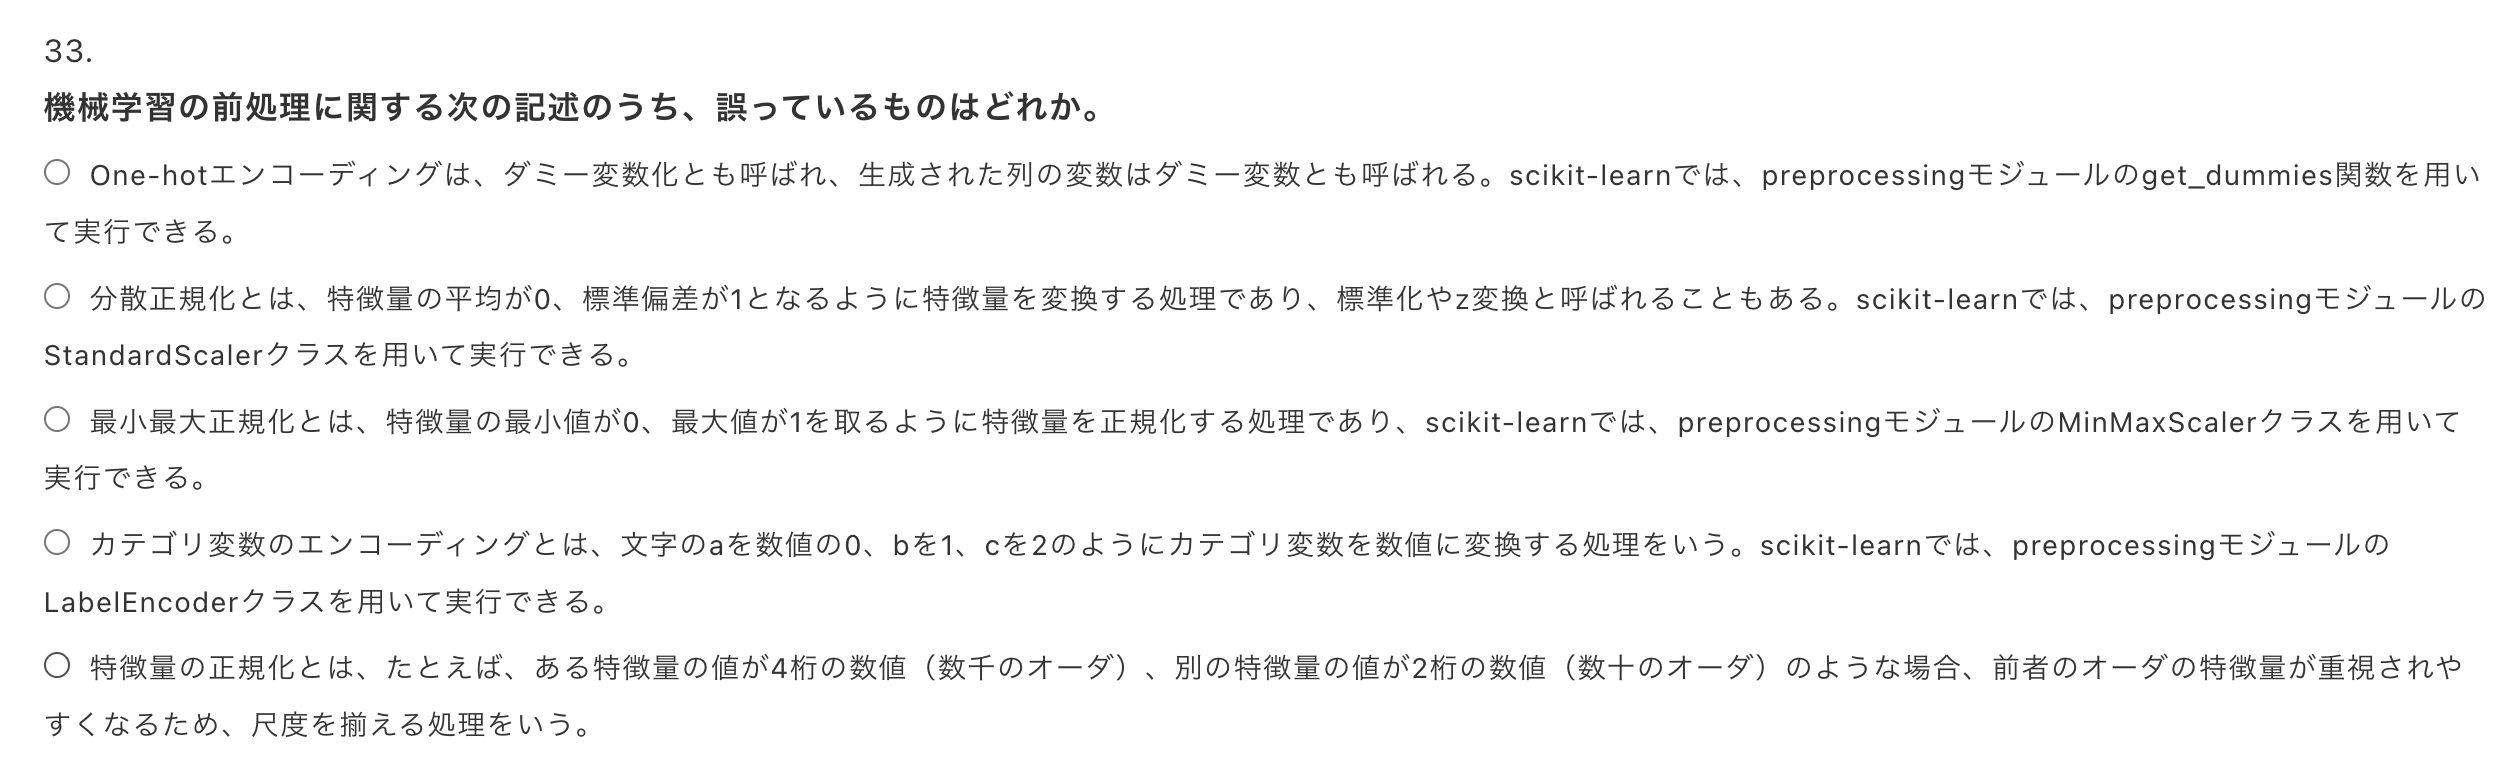 33.
機械学習の前処理に関する次の記述のうち、誤っているものはどれか。
One-hotエンコーディングは、ダミー変数化とも呼ばれ、生成された列の変数はダミー変数とも呼ばれる。scikit-learnでは、preprocessingモジュールのget_dummies関数を用い
て実行できる。
分散正規化とは、特徴量の平均が0、標準偏差が1となるように特徴量を変換する処理であり、標準化やz変換と呼ばれることもある。scikit-learnでは、preprocessingモジュールの
StandardScalerクラスを用いて実行できる。
最小最大正規化とは、特徴量の最小値が0、最大値が1を取るように特徴量を正規化する処理であり、scikit-learnでは、preprocessingモジュールのMinMaxScalerクラスを用いて
実行できる。
カテゴリ変数のエンコーディングとは、文字のaを数値の0、bを1、cを2のようにカテゴリ変数を数値に変換する処理をいう。scikit-learnでは、preprocessingモジュールの
LabelEncoderクラスを用いて実行できる。
特徴量の正規化とは、たとえば、ある特徴量の値が4桁の数値（数千のオーダ）、別の特徴量の値が2桁の数値（数十のオーダ）のような場合、前者のオーダの特徴量が重視されや
すくなるため、尺度を揃える処理をいう。